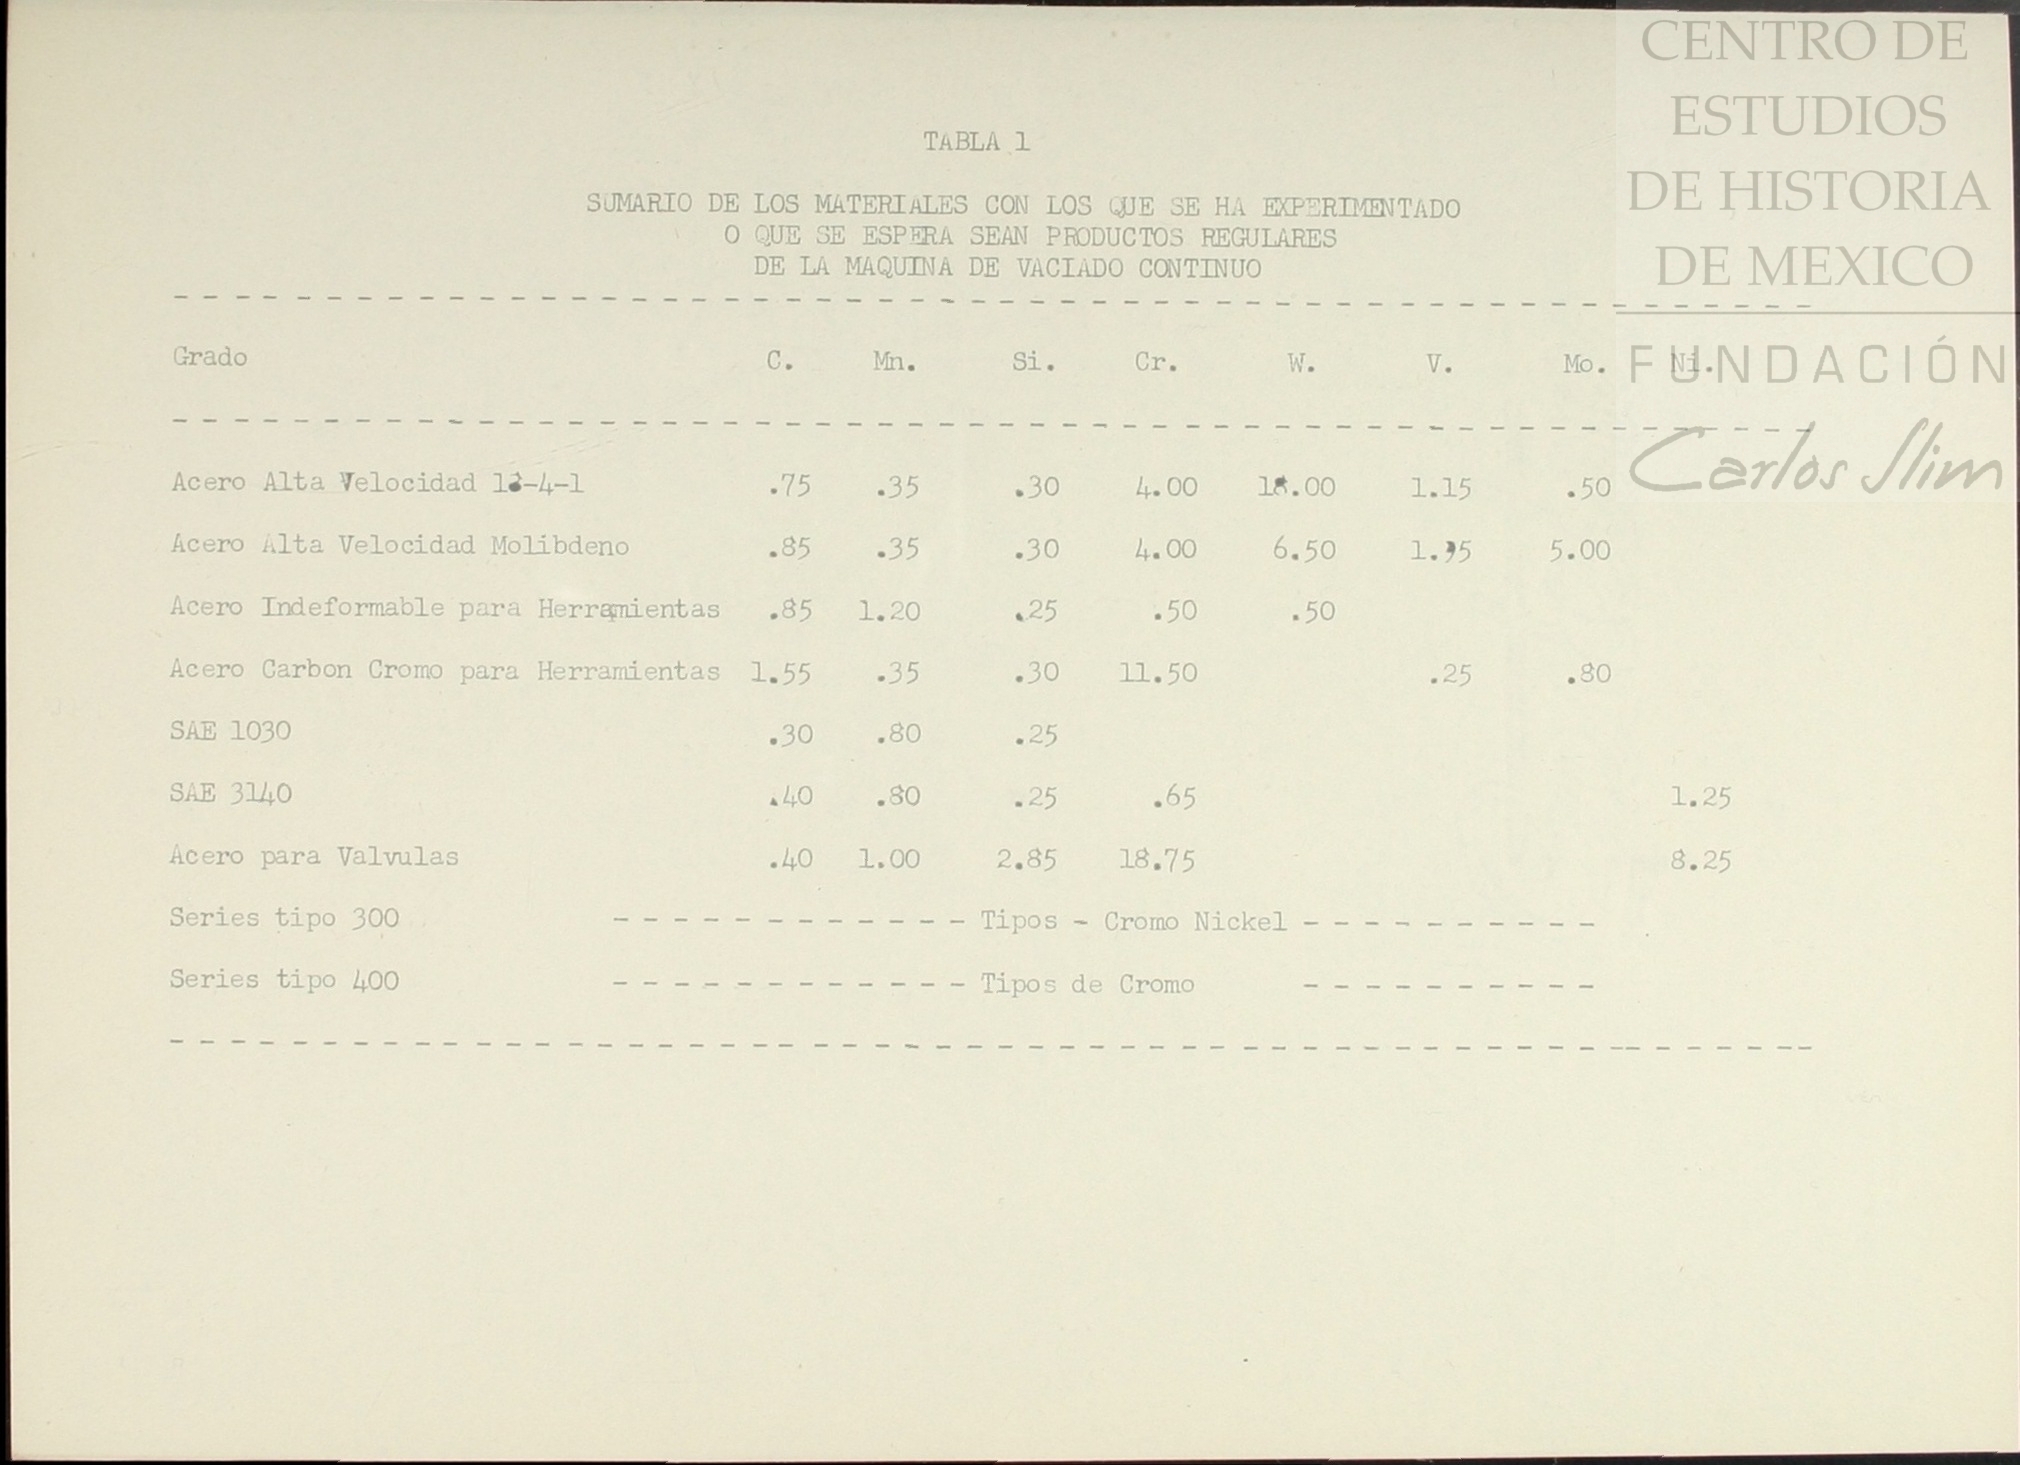 CENTRO DE
ESTUDIOS
DE HISTORIA
DE MEXICO
FUNDACIÓN
Carlos Slim
TABLA 1
SUMARIO DE LOS MATERIALES CON LOS QUE SE HA EXPERIMENTADO
O QUE SE ESPERA SEAN PRODUCTOS REGULARES
DE LA MAQUINA DE VACIADO CONTINUO
Grado C. Mn. Si. Cr. W. V. Mo. Ni.
Acero Alta Velocidad 18-4-1 .75 .35 .30 4.00 18.00 1.15 .50
Acero Alta Velocidad Molibdeno .85 .35 .30 4.00 6.50 1.95 5.00
Acero Indeformable para Herramientas .85 1.20 .25 .50 .50
Acero Carbon Cromo para Herramientas 1.55 .35 .30 11.50 .25 .80
SAE 1030 .30 .80 .25
SAE 3140 .40 .80 .25 .65 1.25
Acero para Valvulas .40 1.00 2.85 18.75 8.25
Series tipo 300 - - - - - - - - - - - - Tipos - Cromo Nickel - - - - - - - - - -
Series tipo 400 - - - - - - - - - - - - Tipos de Cromo - - - - - - - - - -